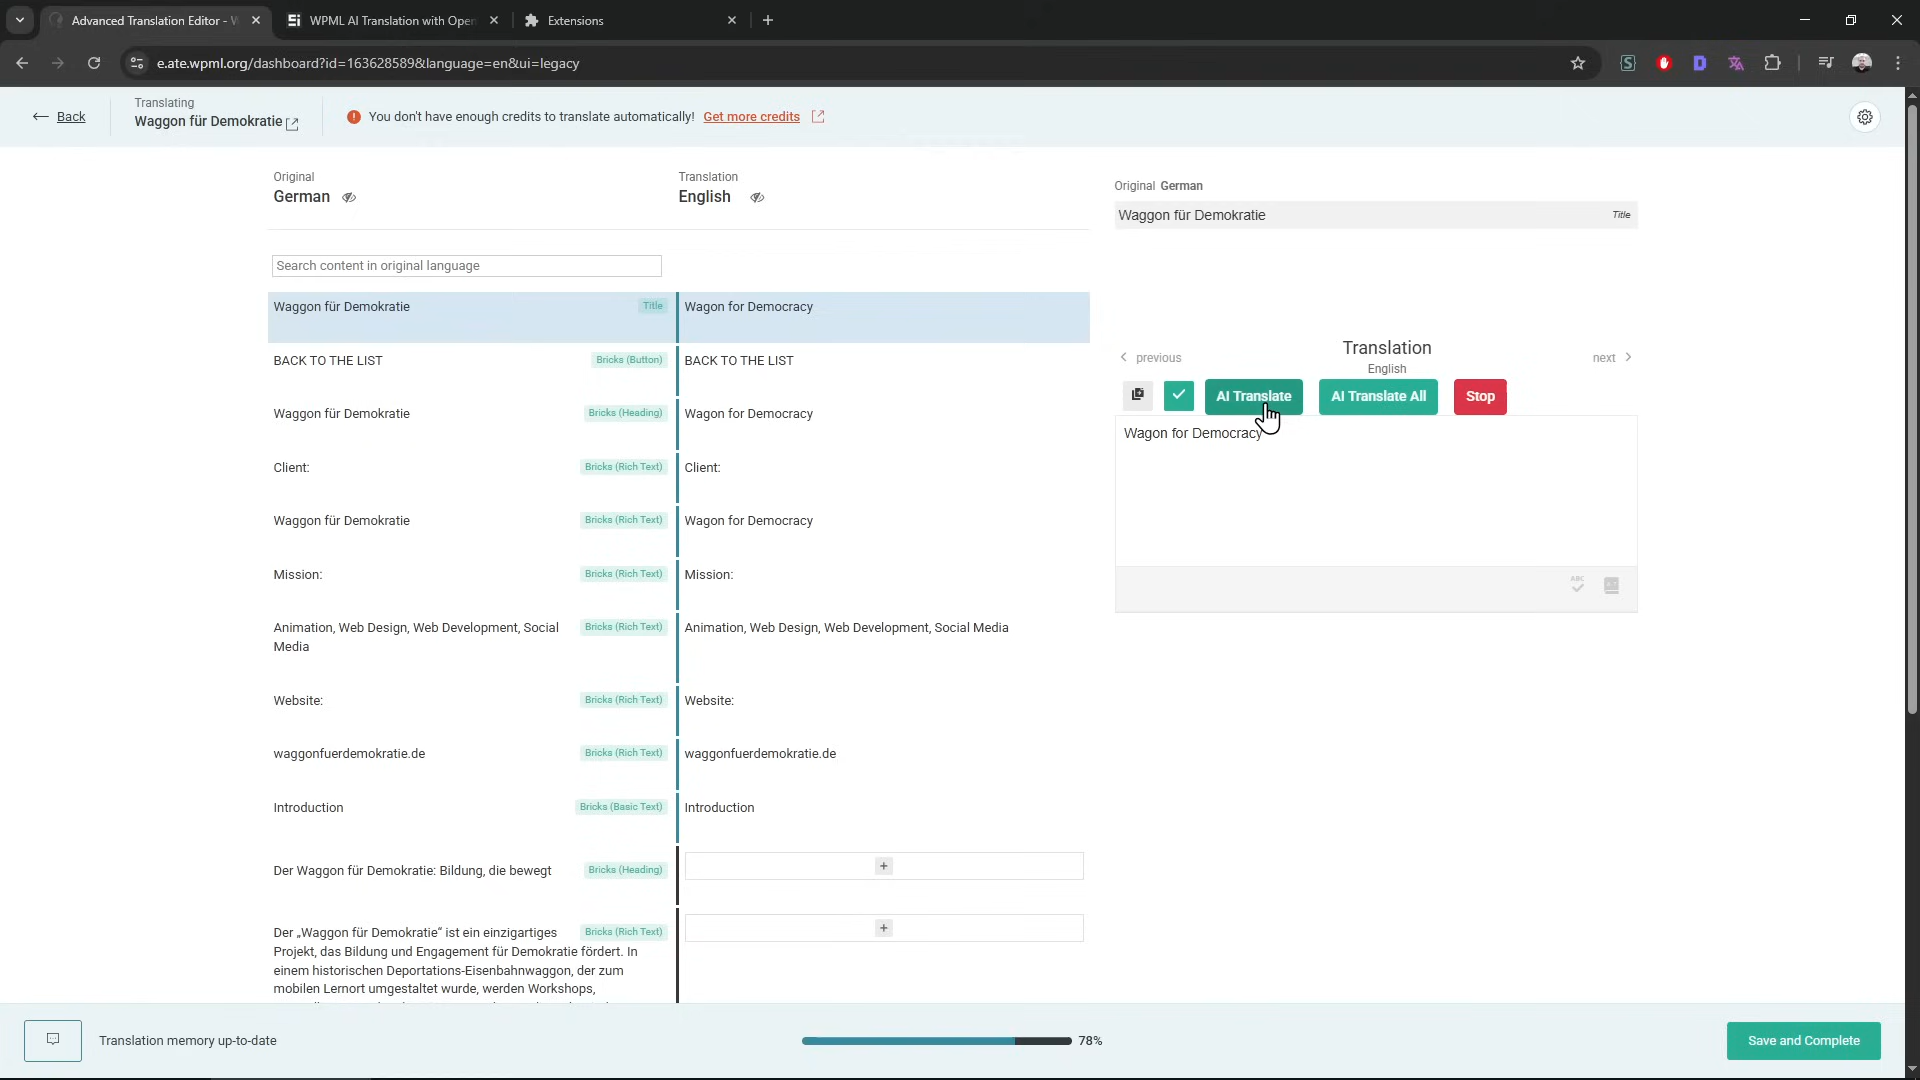 Advanced Translation Editor - W
WPML AI Translation with Open
Extensions
e.ate.wpml.org/dashboard?id=163628589&language=en&ui=legacy
Back
Translating
Waggon für Demokratie
You don't have enough credits to translate automatically! Get more credits
Original
German
Translation
English
Search content in original language
Waggon für Demokratie Title Wagon for Democracy
BACK TO THE LIST Bricks (Button) BACK TO THE LIST
Waggon für Demokratie Bricks (Heading) Wagon for Democracy
Client: Bricks (Rich Text) Client:
Waggon für Demokratie Bricks (Rich Text) Wagon for Democracy
Mission: Bricks (Rich Text) Mission:
Animation, Web Design, Web Development, Social Bricks (Rich Text) Animation, Web Design, Web Development, Social Media
Media
Website: Bricks (Rich Text) Website:
waggonfuerdemokratie.de Bricks (Rich Text) waggonfuerdemokratie.de
Introduction Bricks (Basic Text) Introduction
Der Waggon für Demokratie: Bildung, die bewegt Bricks (Heading) +
Der „Waggon für Demokratie“ ist ein einzigartiges Bricks (Rich Text) +
Projekt, das Bildung und Engagement für Demokratie fördert. In
einem historischen Deportations-Eisenbahnwaggon, der zum
mobilen Lernort umgestaltet wurde, werden Workshops,
Original German
Waggon für Demokratie Title
Translation
previous next
English
AI Translate AI Translate All Stop
Wagon for Democracy
ABC
Translation memory up-to-date
78%
Save and Complete